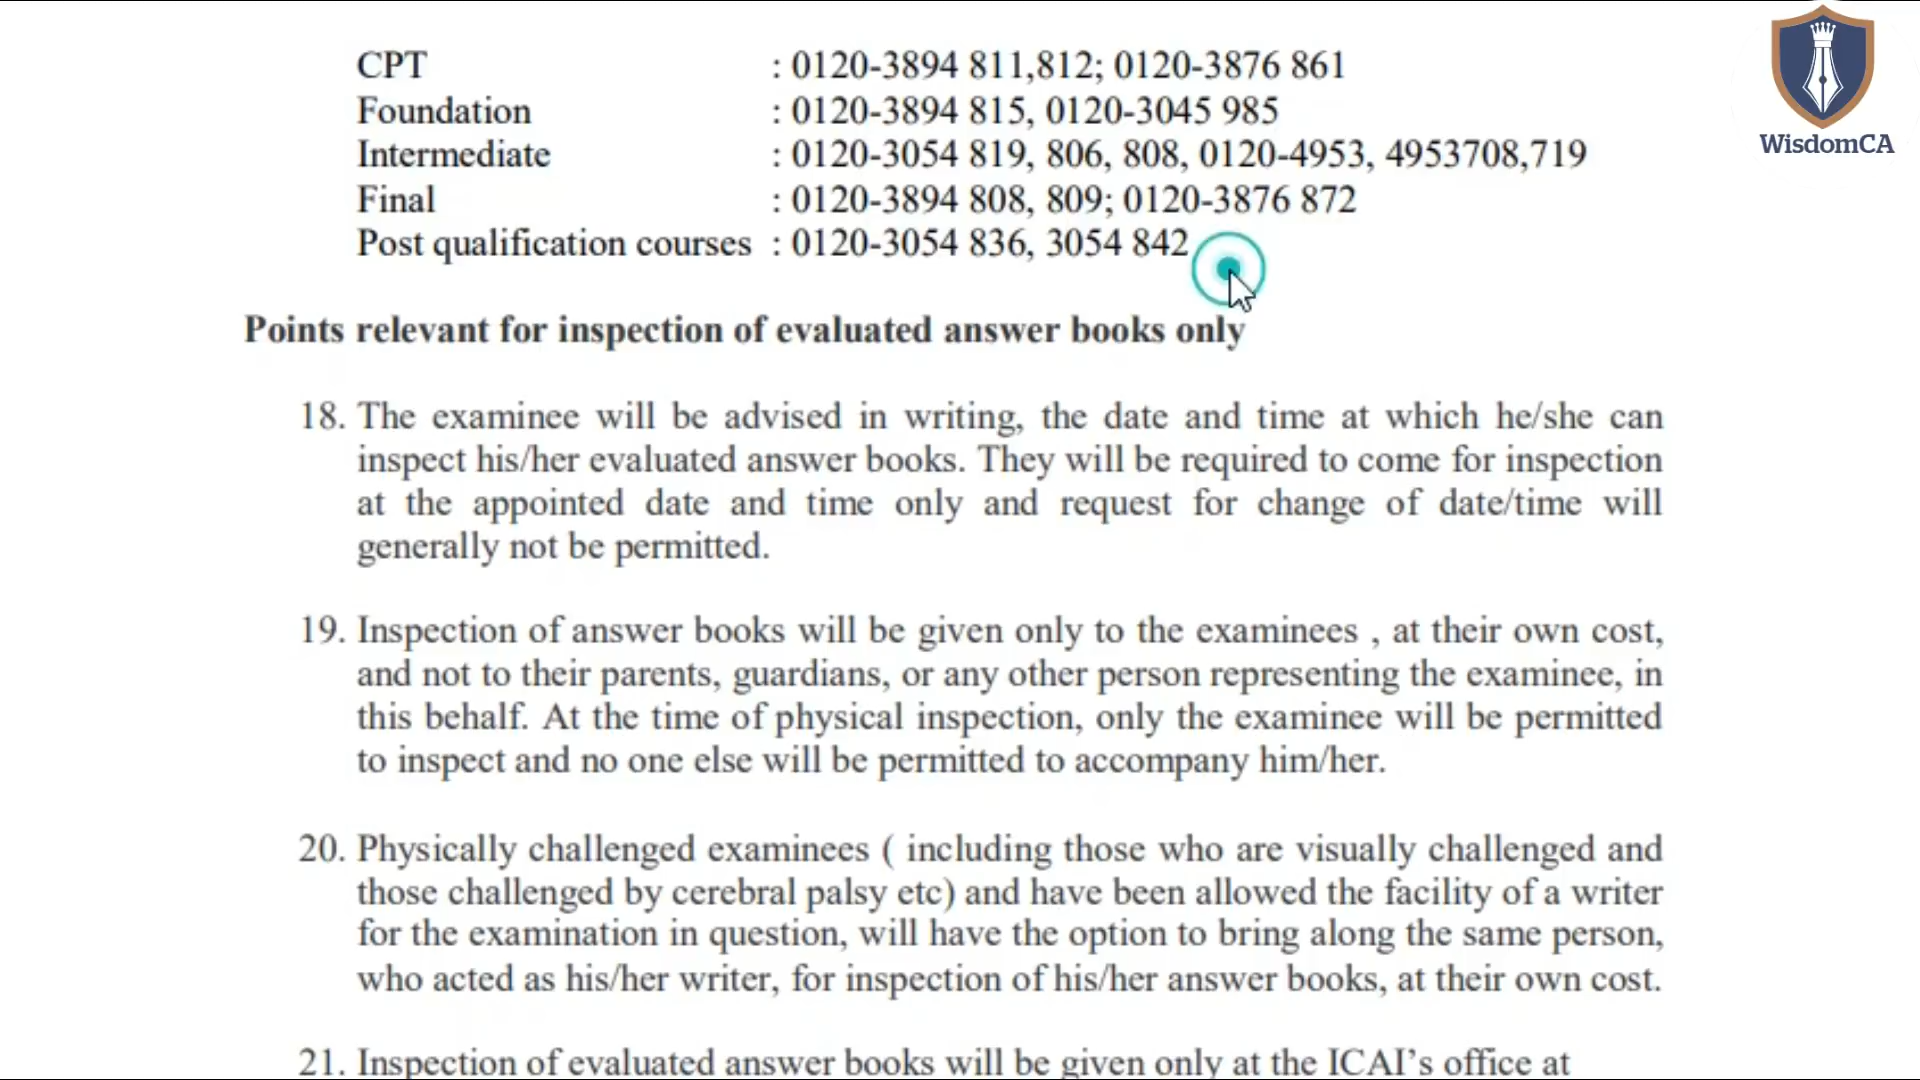 CPT : 0120-3894 811,812; 0120-3876 861
Foundation : 0120-3894 815, 0120-3045 985
Intermediate : 0120-3054 819, 806, 808, 0120-4953, 4953708,719
Final : 0120-3894 808, 809; 0120-3876 872
Post qualification courses : 0120-3054 836, 3054 842
WisdomCA
Points relevant for inspection of evaluated answer books only
18. The examinee will be advised in writing, the date and time at which he/she can
inspect his/her evaluated answer books. They will be required to come for inspection
at the appointed date and time only and request for change of date/time will
generally not be permitted.
19. Inspection of answer books will be given only to the examinees , at their own cost,
and not to their parents, guardians, or any other person representing the examinee, in
this behalf. At the time of physical inspection, only the examinee will be permitted
to inspect and no one else will be permitted to accompany him/her.
20. Physically challenged examinees ( including those who are visually challenged and
those challenged by cerebral palsy etc) and have been allowed the facility of a writer
for the examination in question, will have the option to bring along the same person,
who acted as his/her writer, for inspection of his/her answer books, at their own cost.
21. Inspection of evaluated answer books will be given only at the ICAI’s office at